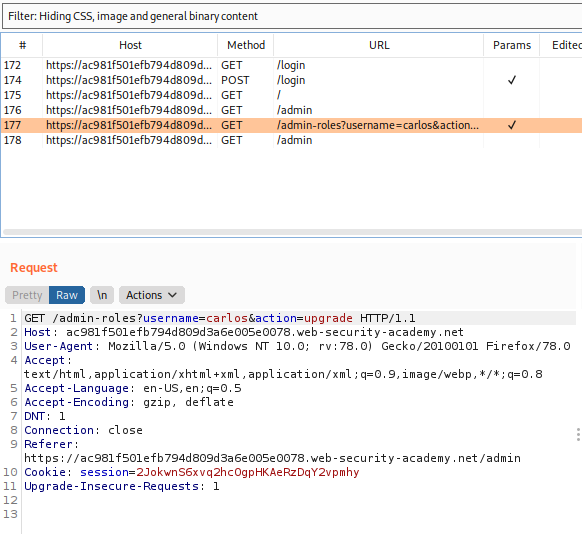 Filter: Hiding CSS, image and general binary content
# Host Method URL Params Edited
172 https://ac981f501efb794d809d... GET /login
174 https://ac981f501efb794d809d... POST /login ✓
175 https://ac981f501efb794d809d... GET /
176 https://ac981f501efb794d809d... GET /admin
177 https://ac981f501efb794d809d... GET /admin-roles?username=carlos&action... ✓
178 https://ac981f501efb794d809d... GET /admin
Request
Pretty Raw \n Actions
1 GET /admin-roles?username=carlos&action=upgrade HTTP/1.1
2 Host: ac981f501efb794d809d3a6e005e0078.web-security-academy.net
3 User-Agent: Mozilla/5.0 (Windows NT 10.0; rv:78.0) Gecko/20100101 Firefox/78.0
4 Accept:
text/html,application/xhtml+xml,application/xml;q=0.9,image/webp,*/*;q=0.8
5 Accept-Language: en-US,en;q=0.5
6 Accept-Encoding: gzip, deflate
7 DNT: 1
8 Connection: close
9 Referer:
https://ac981f501efb794d809d3a6e005e0078.web-security-academy.net/admin
10 Cookie: session=2JokwnS6xvq2hcOgpHKAeRzDqY2vpmhy
11 Upgrade-Insecure-Requests: 1
12
13